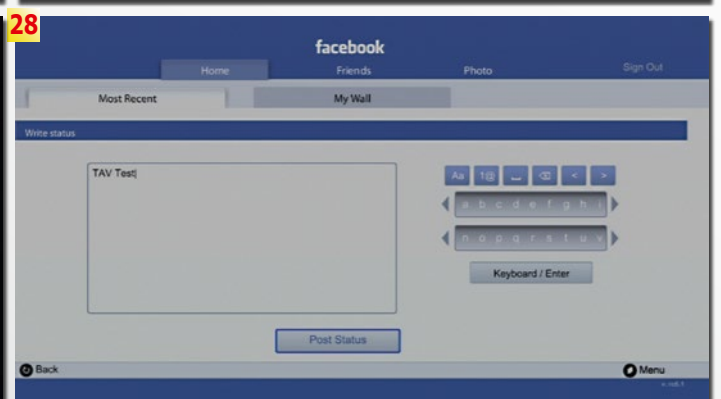 28
facebook
Home Friends Photo Sign Out
Most Recent My Wall
Write status
TAV Test
Aa 1@ < >
a b c d e f g h i
n o p q r s t u v
Keyboard / Enter
Post Status
Back Menu